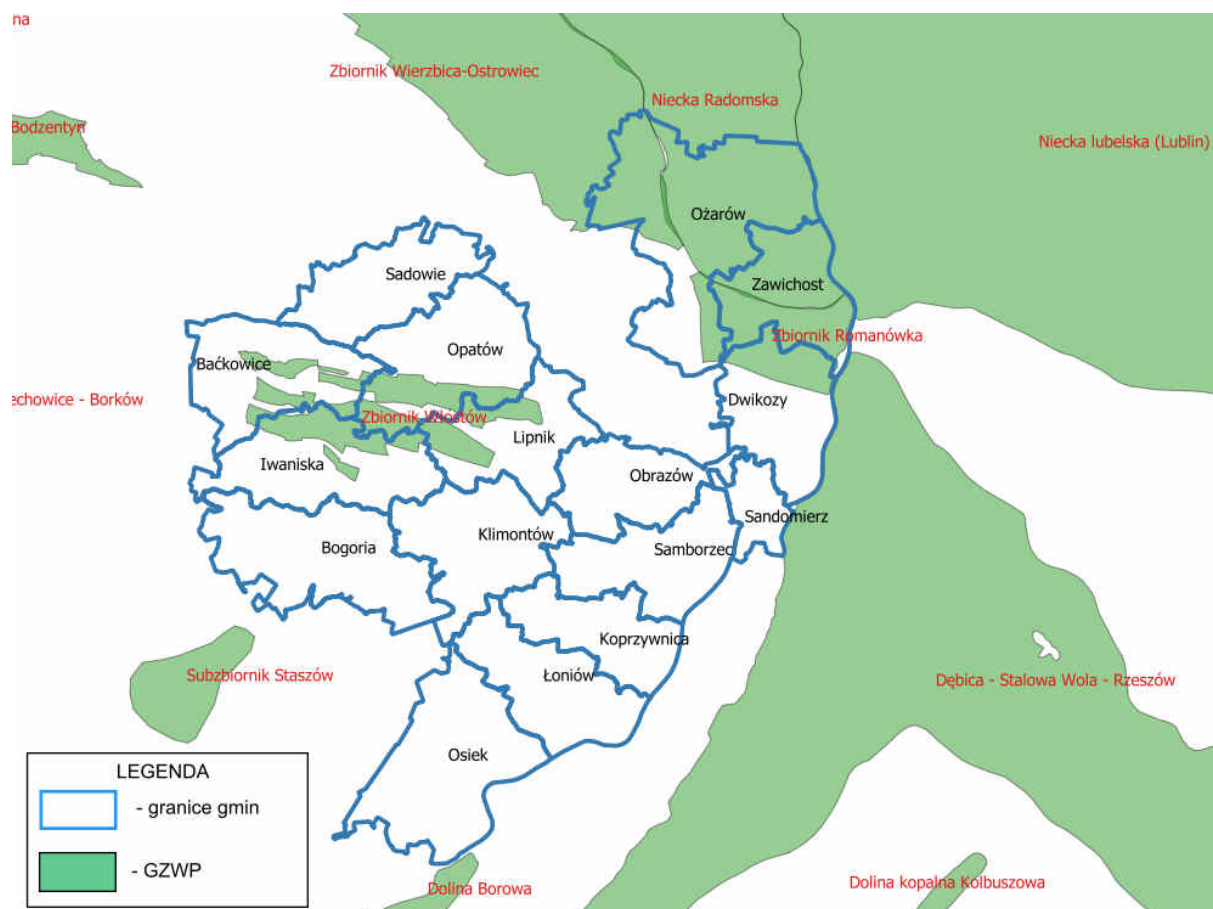 na
Zbiornik Wierzbica-Ostrowiec
Niecka Radomska
Bodzentyn
Niecka lubelska (Lublin)
Ożarów
Sadowie
Zawichost
Zbiornik Romanówka
Opatów
Baćkowice
echowice - Borków
Dwikozy
Zbiornik Włostów
Lipnik
Iwaniska
Obrazów
Sandomierz
Klimontów
Bogoria
Samborzec
Koprzywnica
Subzbiornik Staszów
Łoniów
Dębica - Stalowa Wola - Rzeszów
Osiek
LEGENDA
- granice gmin
- GZWP
Dolina Borowa
Dolina kopalna Kolbuszowa